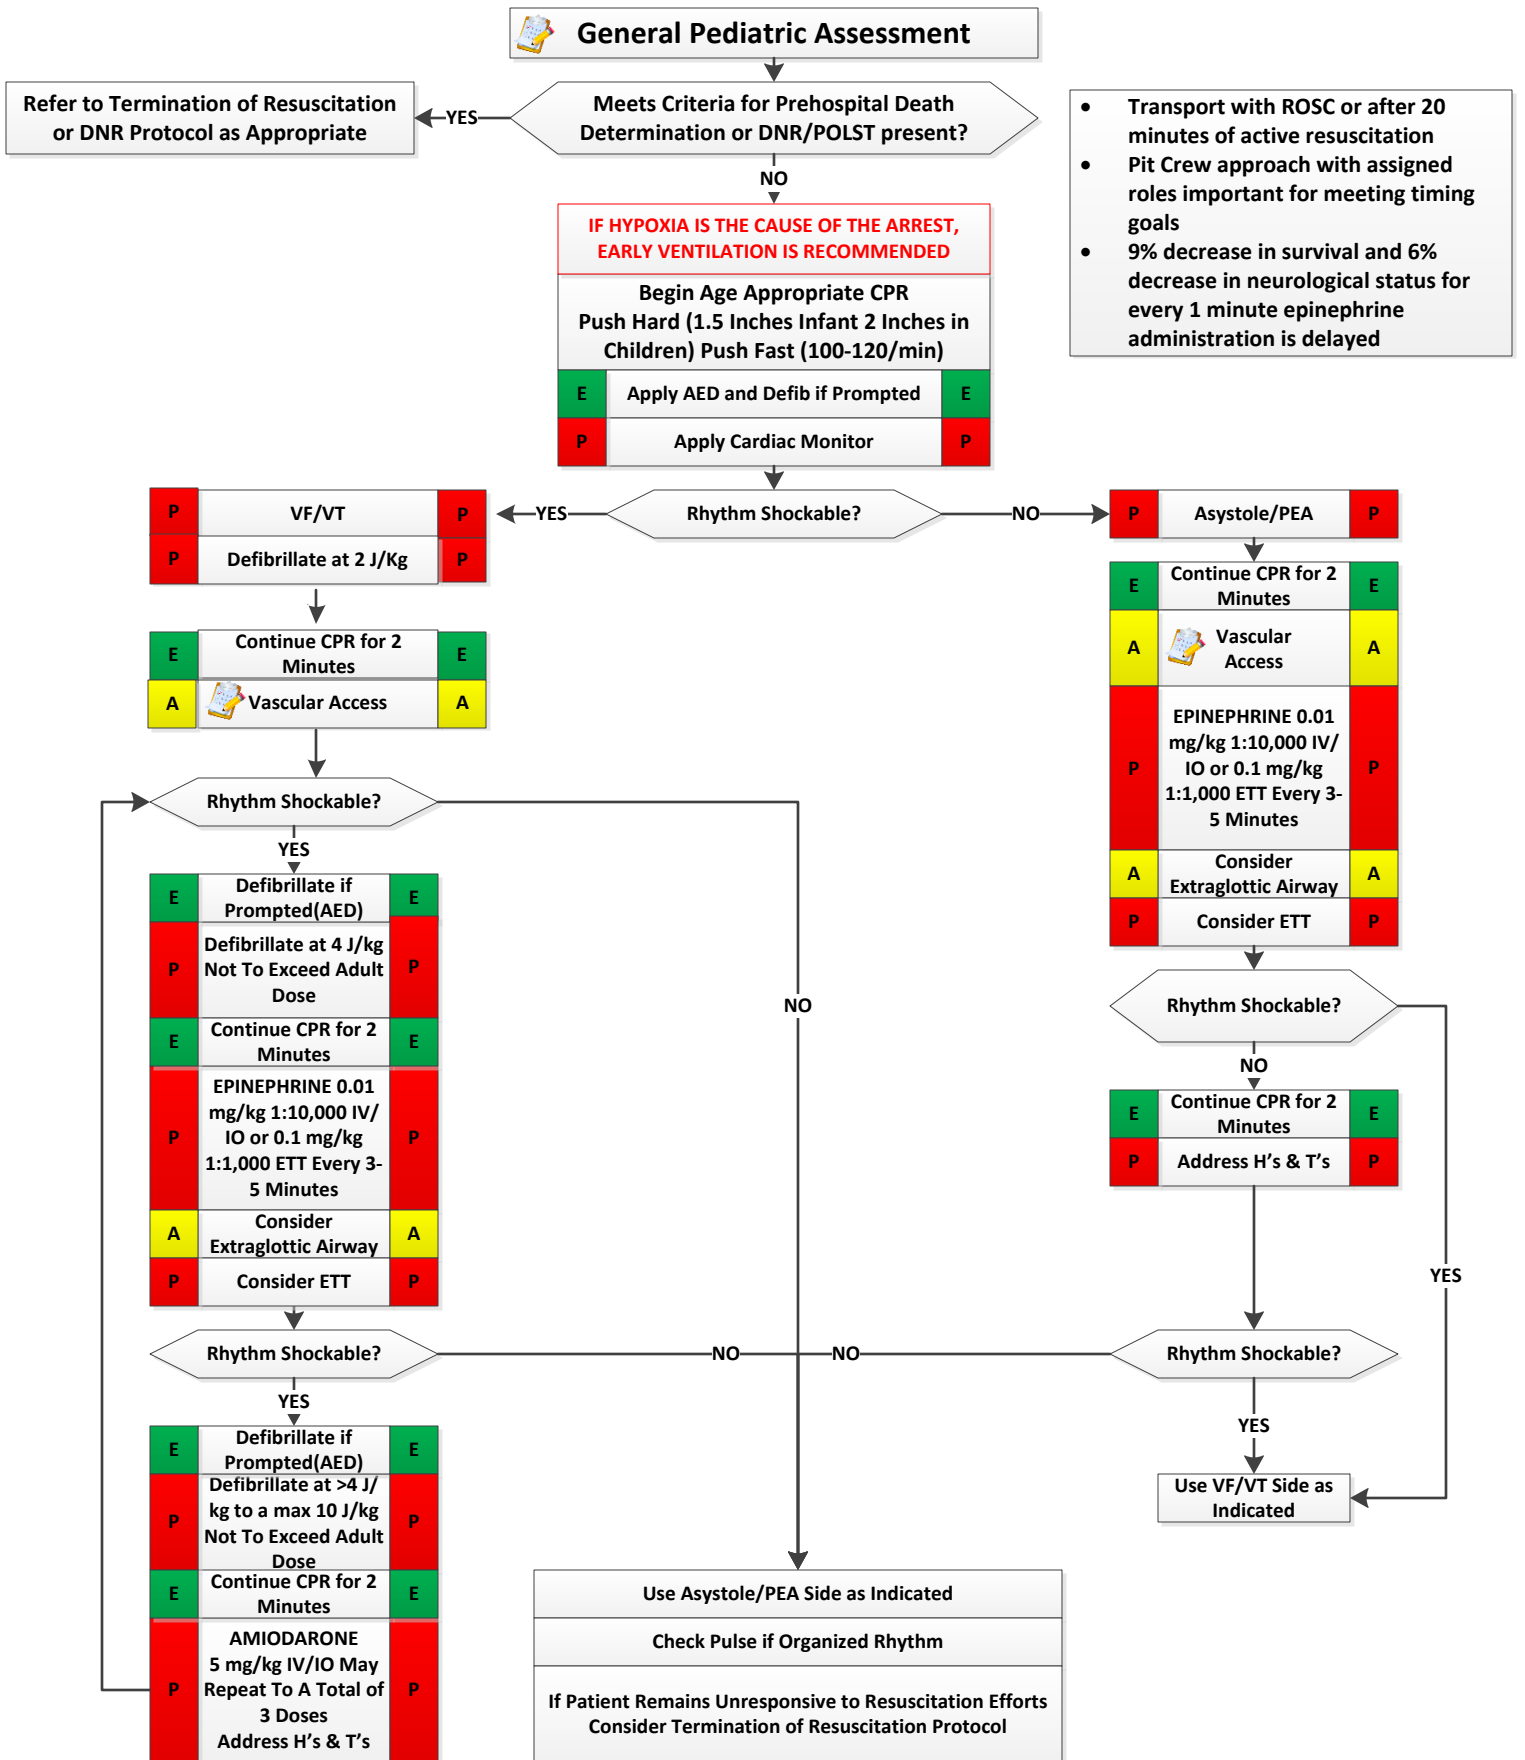 General Pediatric Assessment
Refer to Termination of Resuscitation
or DNR Protocol as Appropriate
YES
Meets Criteria for Prehospital Death
Determination or DNR/POLST present?
• Transport with ROSC or after 20
minutes of active resuscitation
• Pit Crew approach with assigned
roles important for meeting timing
goals
• 9% decrease in survival and 6%
decrease in neurological status for
every 1 minute epinephrine
administration is delayed
NO
IF HYPOXIA IS THE CAUSE OF THE ARREST,
EARLY VENTILATION IS RECOMMENDED
Begin Age Appropriate CPR
Push Hard (1.5 Inches Infant 2 Inches in
Children) Push Fast (100-120/min)
E Apply AED and Defib if Prompted E
P Apply Cardiac Monitor P
Rhythm Shockable?
YES
NO
P VF/VT P
P Defibrillate at 2 J/Kg P
E Continue CPR for 2
Minutes E
A Vascular Access A
Rhythm Shockable?
YES
NO
E Defibrillate if
Prompted(AED) E
P Defibrillate at 4 J/kg
Not To Exceed Adult
Dose P
E Continue CPR for 2
Minutes E
P EPINEPHRINE 0.01
mg/kg 1:10,000 IV/
IO or 0.1 mg/kg
1:1,000 ETT Every 3-
5 Minutes P
A Consider
Extraglottic Airway A
P Consider ETT P
Rhythm Shockable?
NO
YES
E Defibrillate if
Prompted(AED) E
P Defibrillate at >4 J/
kg to a max 10 J/kg
Not To Exceed Adult
Dose P
E Continue CPR for 2
Minutes E
P AMIODARONE
5 mg/kg IV/IO May
Repeat To A Total of
3 Doses
Address H's & T's P
P Asystole/PEA P
E Continue CPR for 2
Minutes E
A Vascular
Access A
P EPINEPHRINE 0.01
mg/kg 1:10,000 IV/
IO or 0.1 mg/kg
1:1,000 ETT Every 3-
5 Minutes P
A Consider
Extraglottic Airway A
P Consider ETT P
Rhythm Shockable?
NO
YES
E Continue CPR for 2
Minutes E
P Address H's & T's P
Rhythm Shockable?
NO
YES
Use VF/VT Side as
Indicated
Use Asystole/PEA Side as Indicated
Check Pulse if Organized Rhythm
If Patient Remains Unresponsive to Resuscitation Efforts
Consider Termination of Resuscitation Protocol